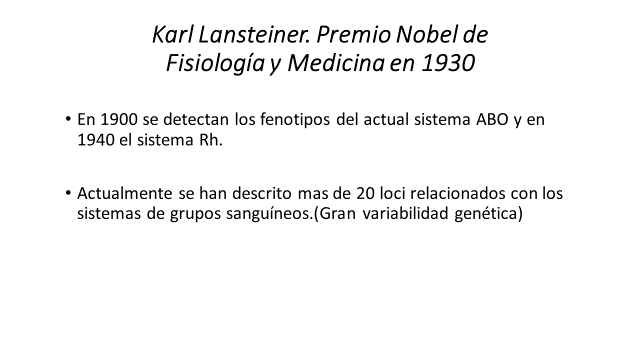 Karl Lansteiner. Premio Nobel de
Fisiología y Medicina en 1930
• En 1900 se detectan los fenotipos del actual sistema ABO y en
1940 el sistema Rh.
• Actualmente se han descrito mas de 20 loci relacionados con los
sistemas de grupos sanguíneos.(Gran variabilidad genética)